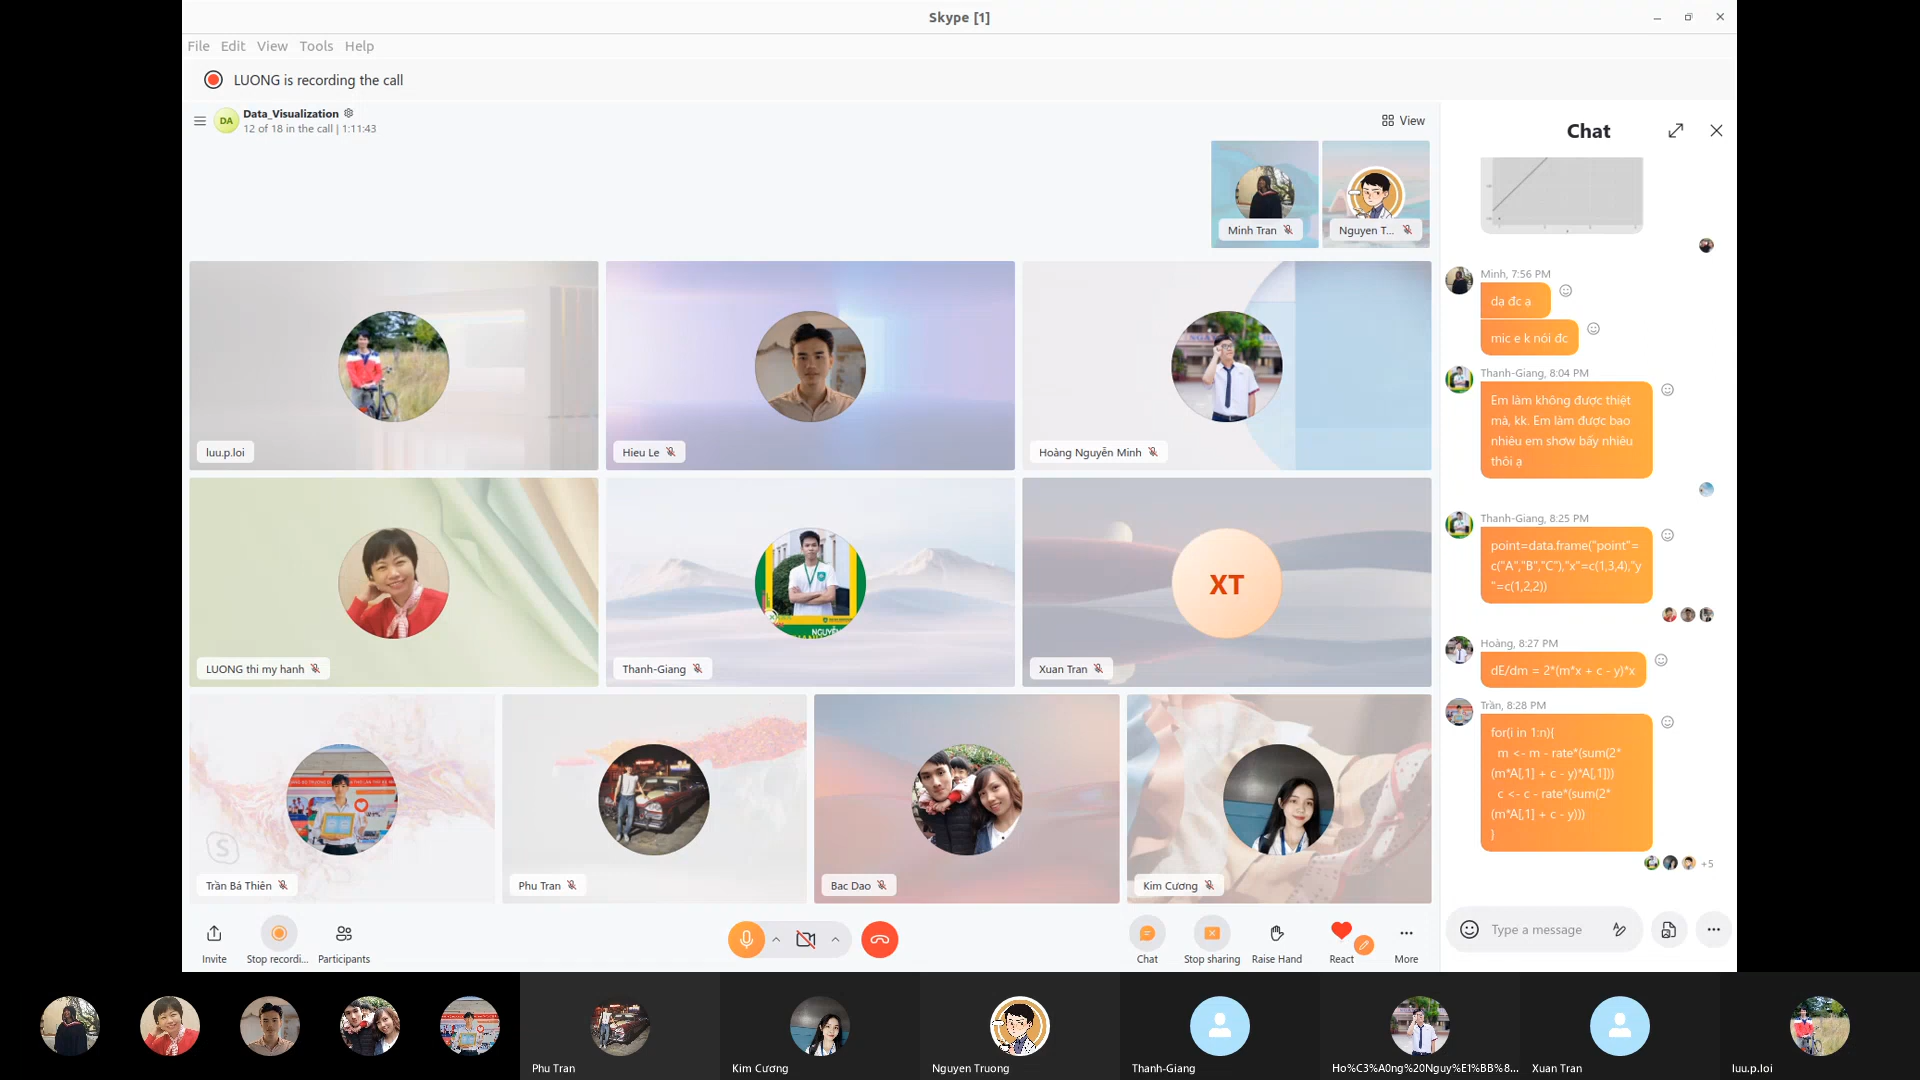 Skype [1]
File Edit View Tools Help
LUONG is recording the call
DA
Data_Visualization
12 of 18 in the call | 1:11:43
View
Minh Tran
Nguyen T...
luu.p.loi
Hieu Le
Hoàng Nguyễn Minh
LUONG thi my hanh
Thanh-Giang
XT
Xuan Tran
Trần Bá Thiên
Phu Tran
Bac Dao
Kim Cương
Invite
Stop recordi...
Participants
Chat
Stop sharing
Raise Hand
React
More
Chat
Minh, 7:56 PM
dạ đc ạ
mic e k nói đc
Thanh-Giang, 8:04 PM
Em làm không được thiệt
mà, kk. Em làm được bao
nhiêu em show bấy nhiêu
thôi ạ
Thanh-Giang, 8:25 PM
point=data.frame("point"=
c("A","B","C"),"x"=c(1,3,4),"y
"=c(1,2,2))
Hoàng, 8:27 PM
dE/dm = 2*(m*x + c - y)*x
Trần, 8:28 PM
for(i in 1:n){
m <- m - rate*(sum(2*
(m*A[,1] + c - y)*A[,1]))
c <- c - rate*(sum(2*
(m*A[,1] + c - y)))
}
+5
Type a message
Phu Tran
Kim Cương
Nguyen Truong
Thanh-Giang
Ho%C3%A0ng%20Nguy%E1%BB%8...
Xuan Tran
luu.p.loi